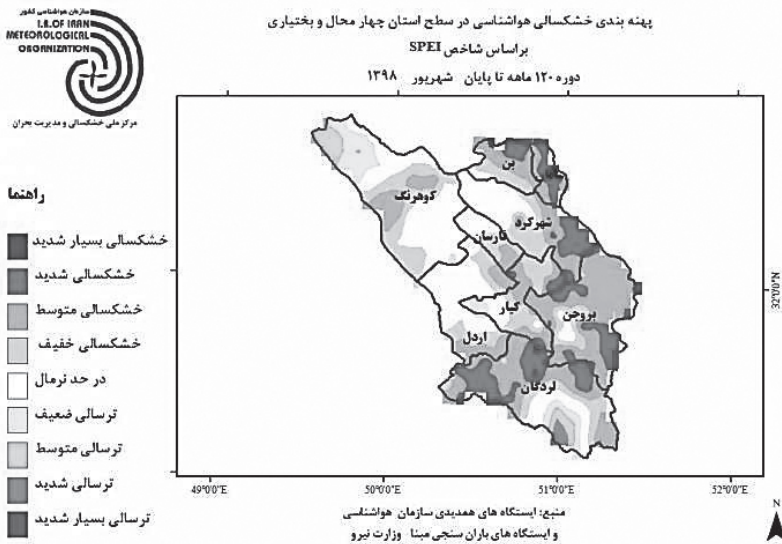 سازمان هواشناسی کشور
I.R.OF IRAN
METEOROLOGICAL
ORGANIZATION
مرکز ملی خشکسالی و مدیریت بحران
پهنه بندی خشکسالی هواشناسی در سطح استان چهار محال و بختیاری
براساس شاخص SPEI
دوره ۱۲۰ ماهه تا پایان شهریور ۱۳۹۸
راهنما
خشکسالی بسیار شدید
خشکسالی شدید
خشکسالی متوسط
خشکسالی خفیف
در حد نرمال
ترسالی ضعیف
ترسالی متوسط
ترسالی شدید
ترسالی بسیار شدید
بن
کوهرنگ
شهرکرد
فارسان
کیار
بروجن
اردل
لردگان
32°0'0"N
49°0'0"E
50°0'0"E
51°0'0"E
52°0'0"E
منبع: ایستگاه های همدیدی سازمان هواشناسی
و ایستگاه های باران سنجی مبنا وزارت نیرو
N